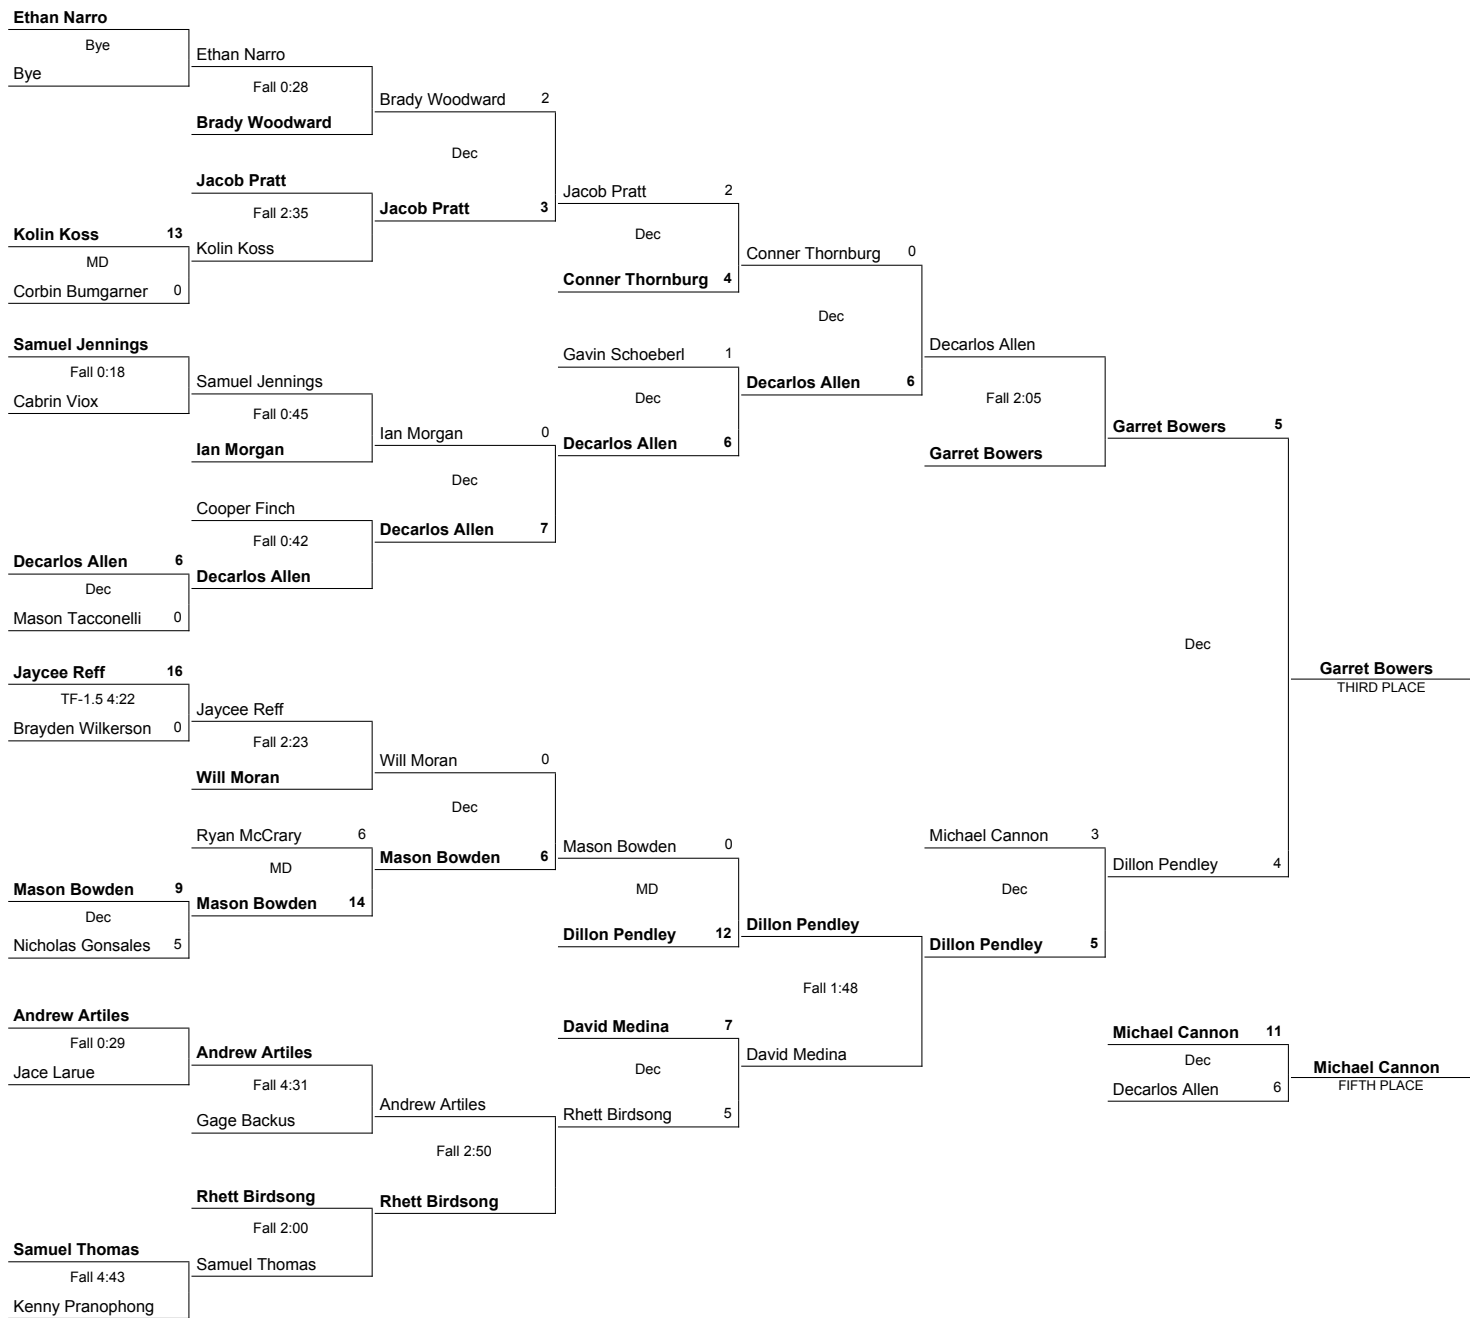 Ethan Narro
Bye
Bye
Ethan Narro
Fall 0:28
Brady Woodward
Brady Woodward 2
Dec
Jacob Pratt
Fall 2:35
Kolin Koss
Jacob Pratt 3
Kolin Koss 13
MD
Corbin Bumgarner 0
Jacob Pratt 2
Dec
Conner Thornburg 4
Conner Thornburg 0
Dec
Samuel Jennings
Fall 0:18
Cabrin Viox
Samuel Jennings
Fall 0:45
Ian Morgan
Ian Morgan 0
Dec
Cooper Finch
Fall 0:42
Decarlos Allen
Decarlos Allen 7
Decarlos Allen 6
Dec
Mason Tacconelli 0
Gavin Schoeberl 1
Dec
Decarlos Allen 6
Decarlos Allen 6
Decarlos Allen
Fall 2:05
Garret Bowers
Garret Bowers 5
Dec
Garret Bowers
THIRD PLACE
Jaycee Reff 16
TF-1.5 4:22
Brayden Wilkerson 0
Jaycee Reff
Fall 2:23
Will Moran
Will Moran 0
Dec
Ryan McCrary 6
MD
Mason Bowden 14
Mason Bowden 6
Mason Bowden 9
Dec
Nicholas Gonsales 5
Mason Bowden 0
MD
Dillon Pendley 12
Dillon Pendley
Fall 1:48
Michael Cannon 3
Dec
Dillon Pendley 5
Dillon Pendley 4
Andrew Artiles
Fall 0:29
Jace Larue
Andrew Artiles
Fall 4:31
Gage Backus
Andrew Artiles
Fall 2:50
Rhett Birdsong
Fall 2:00
Samuel Thomas
Rhett Birdsong
Samuel Thomas
Fall 4:43
Kenny Pranophong
David Medina 7
Dec
Rhett Birdsong 5
David Medina
Michael Cannon 11
Dec
Decarlos Allen 6
Michael Cannon
FIFTH PLACE